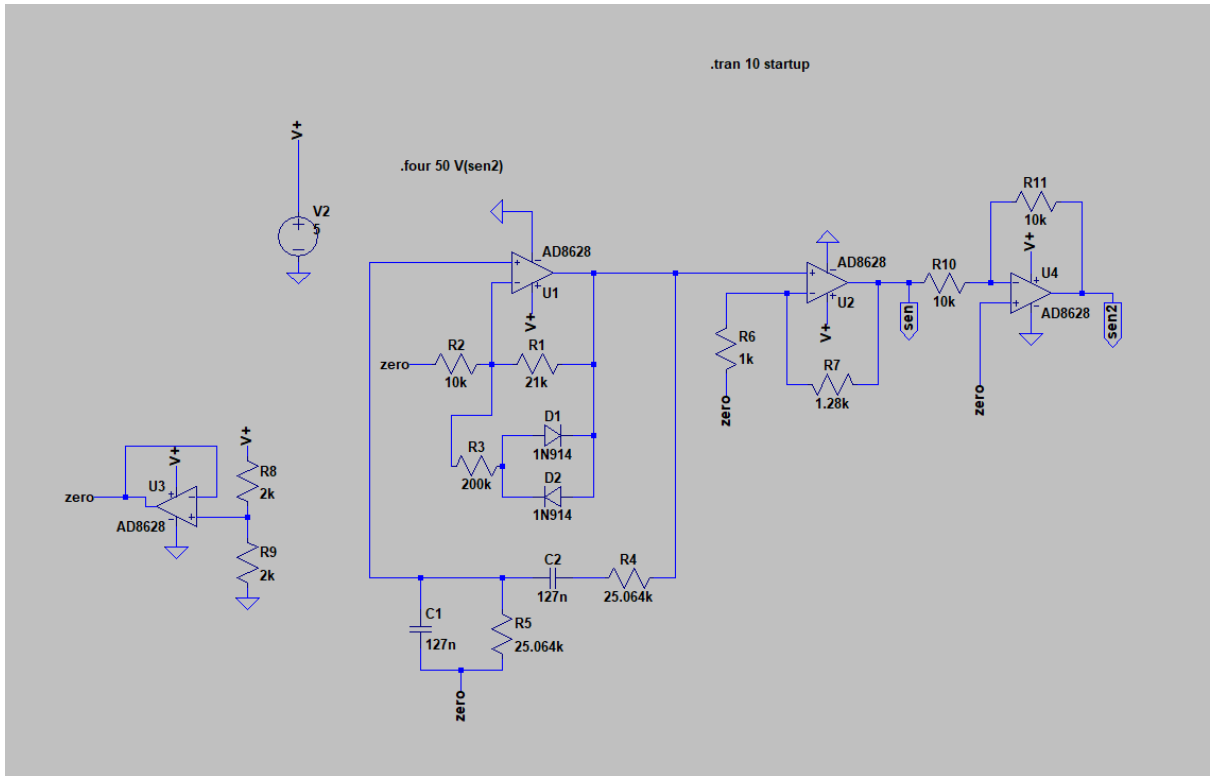 .tran 10 startup
V+
.four 50 V(sen2)
V2
5
AD8628
U1
V+
R2
10k
zero
R1
21k
R3
200k
D1
1N914
D2
1N914
AD8628
U2
V+
R6
1k
zero
R7
1.28k
sen
R10
10k
R11
10k
V+
U4
AD8628
zero
sen2
zero
U3
V+
AD8628
V+
R8
2k
R9
2k
C2
127n
R4
25.064k
C1
127n
R5
25.064k
zero